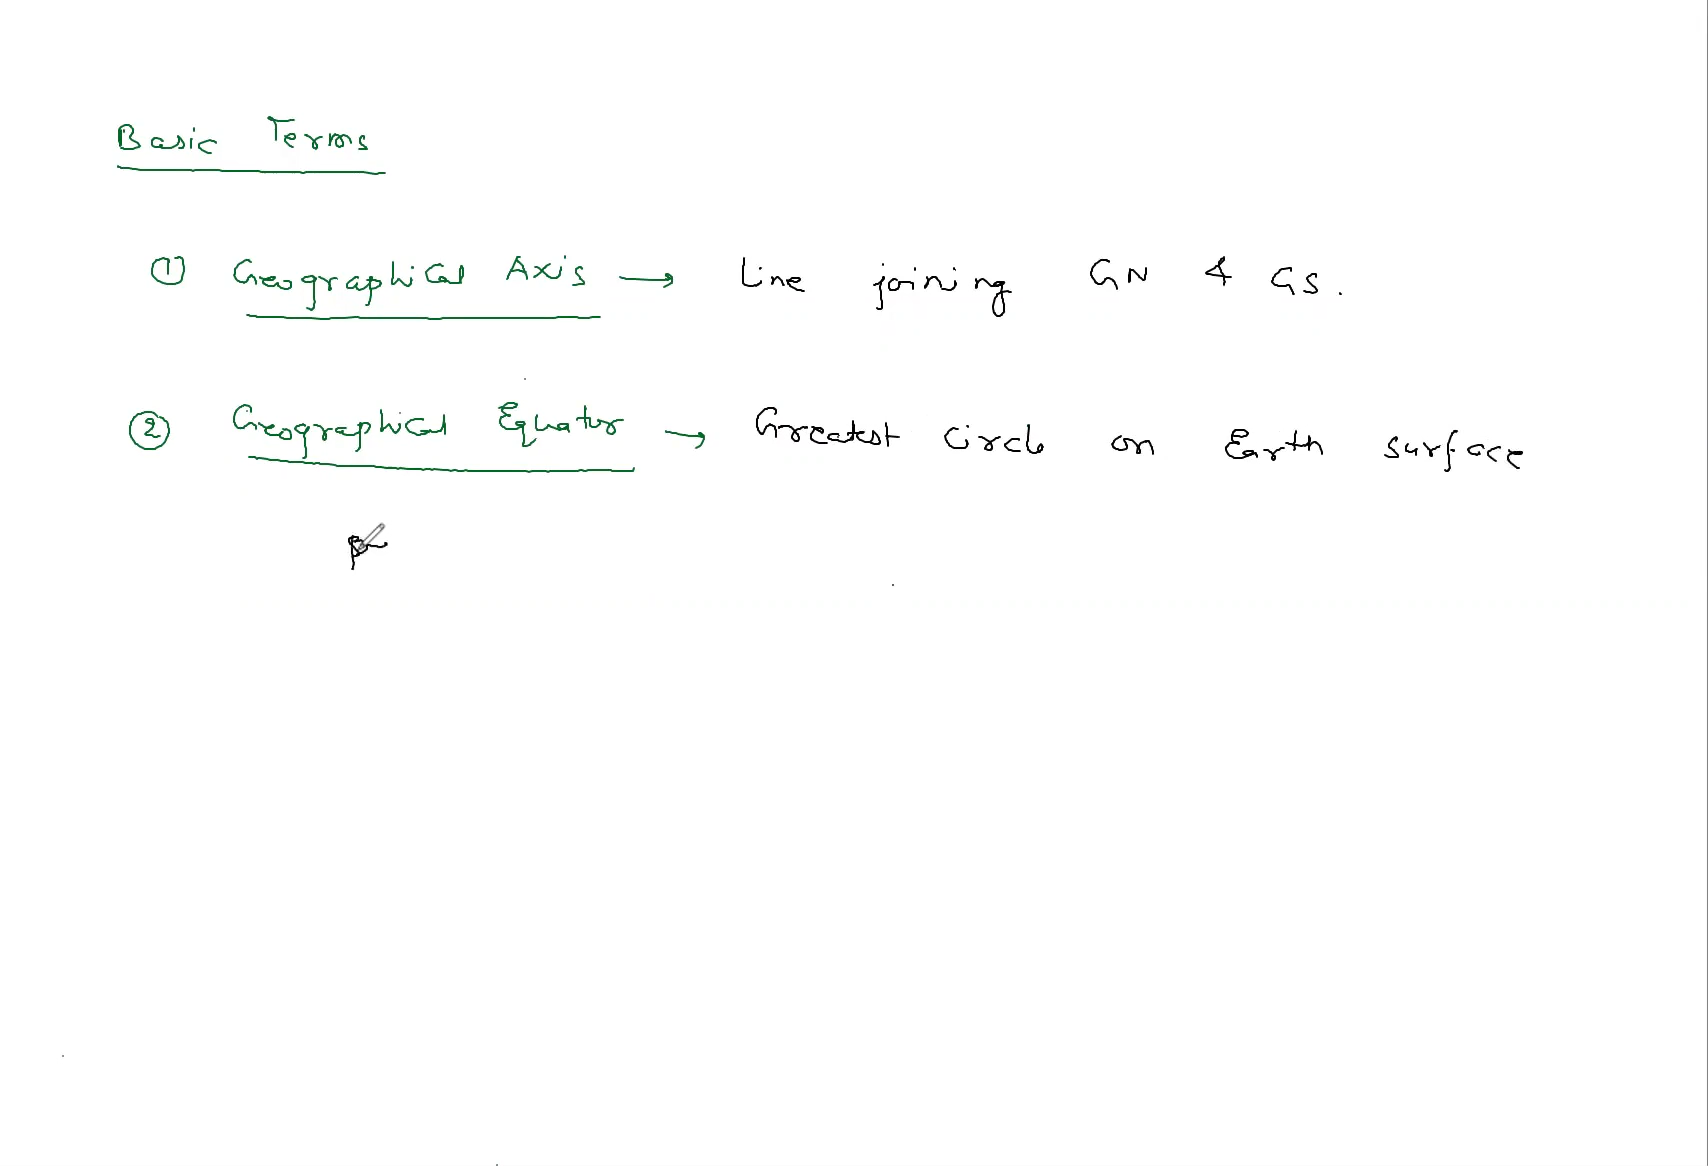 Basic Terms
① Geographical Axis → Line joining GN & GS.
② Geographical Equator → Greatest circle on Earth surface